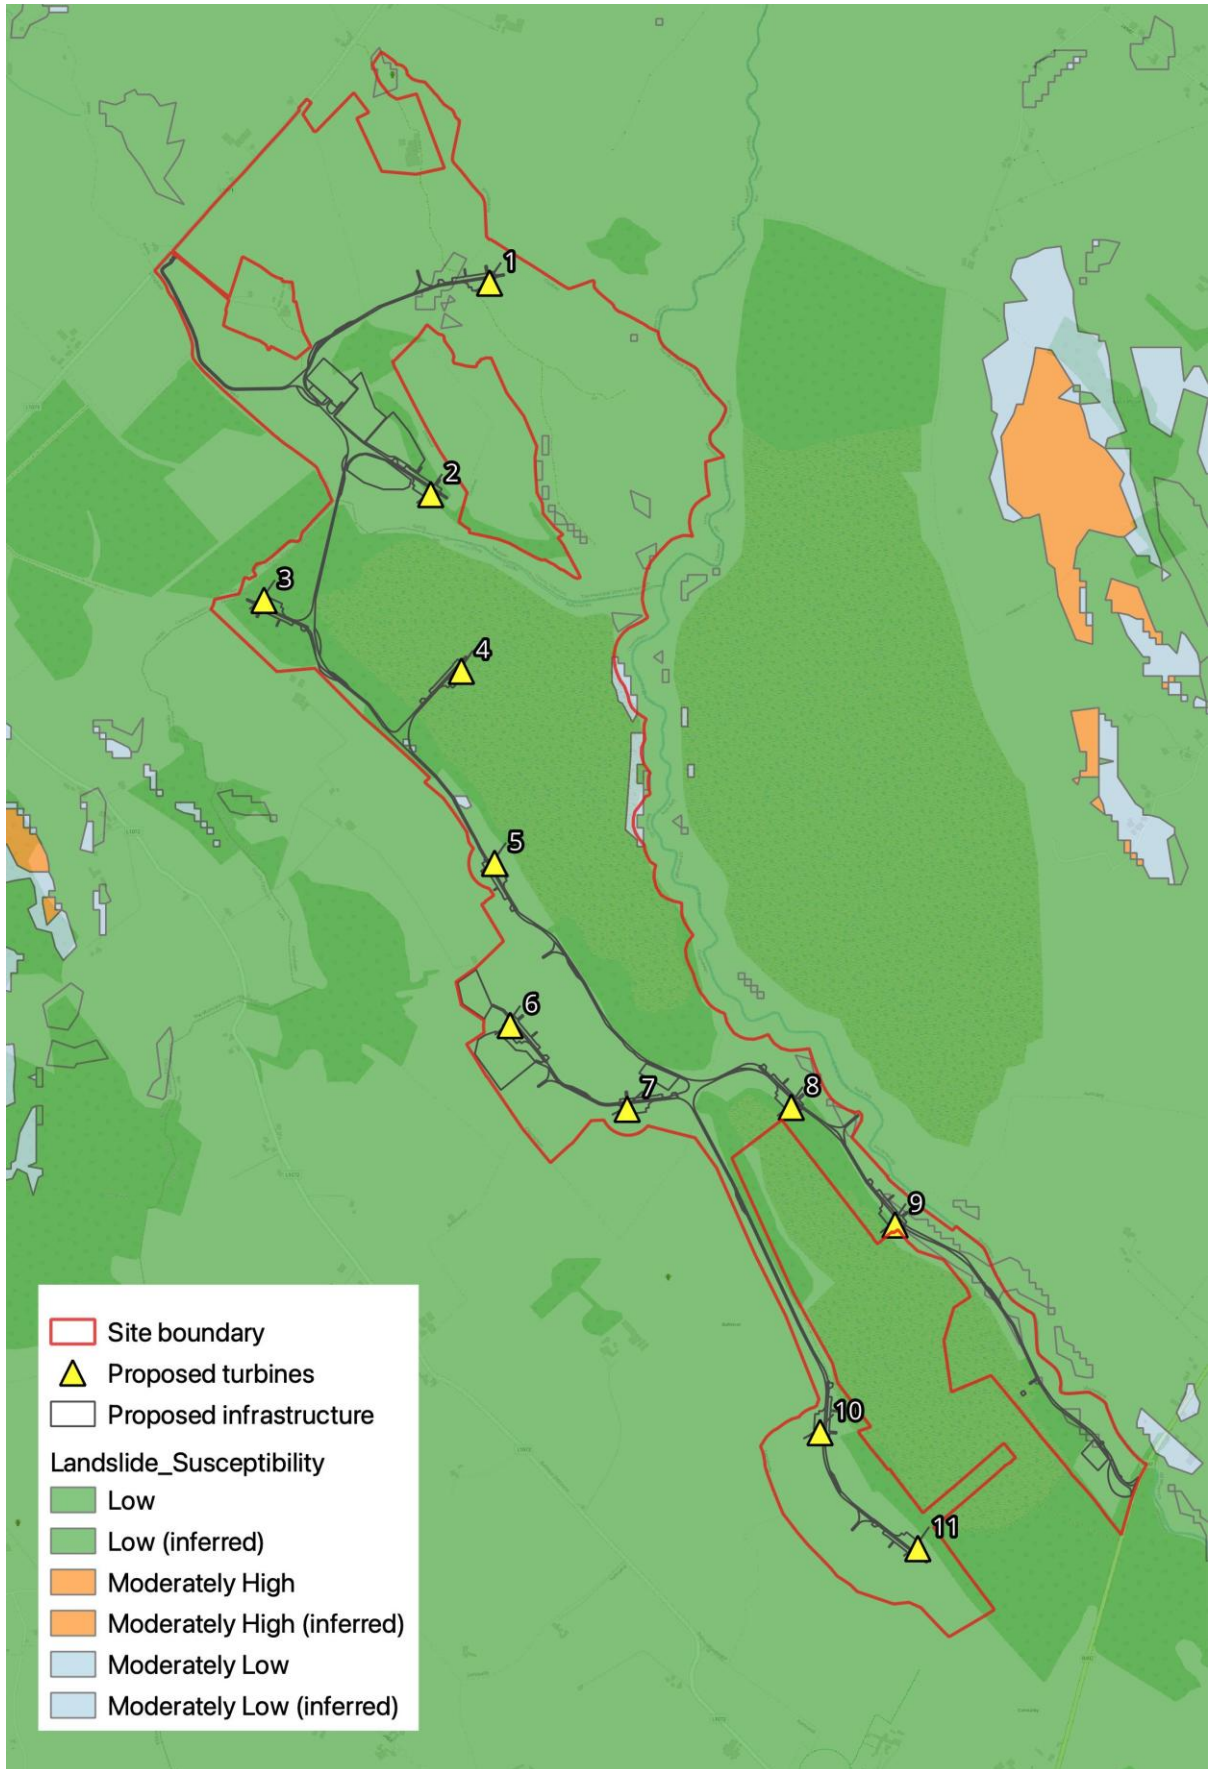 1
2
3
4
5
6
7
8
9
10
11
Site boundary
Proposed turbines
Proposed infrastructure
Landslide_Susceptibility
Low
Low (inferred)
Moderately High
Moderately High (inferred)
Moderately Low
Moderately Low (inferred)